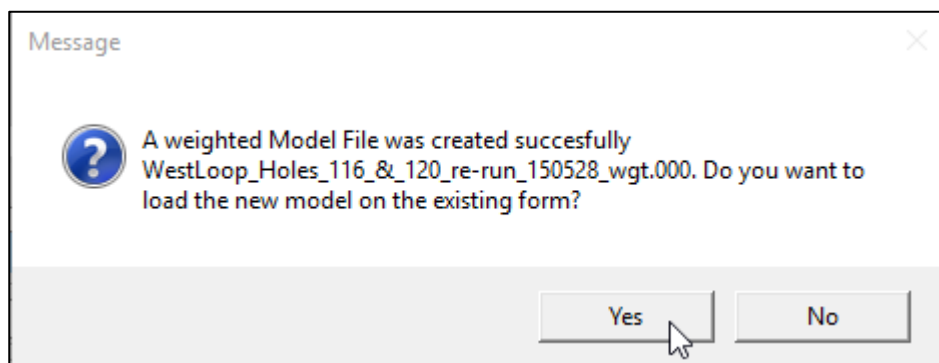 Message
A weighted Model File was created succesfully
WestLoop_Holes_116_&_120_re-run_150528_wgt.000. Do you want to
load the new model on the existing form?
Yes
No